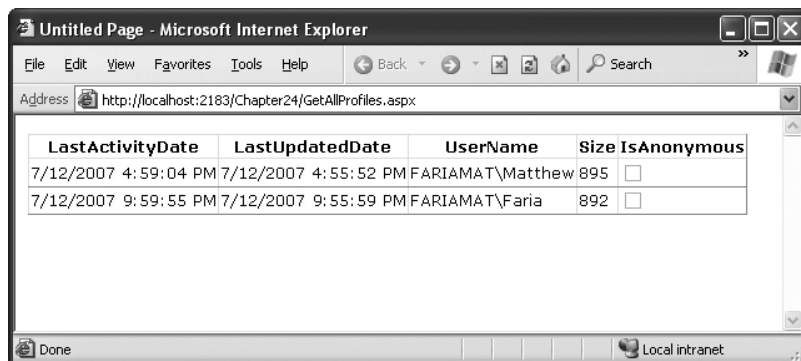 Untitled Page - Microsoft Internet Explorer
File Edit View Favorites Tools Help Back Search »
Address http://localhost:2183/Chapter24/GetAllProfiles.aspx
LastActivityDate LastUpdatedDate UserName Size IsAnonymous
7/12/2007 4:59:04 PM 7/12/2007 4:55:52 PM FARIAMAT\Matthew 895
7/12/2007 9:59:55 PM 7/12/2007 9:55:59 PM FARIAMAT\Faria 892
Done Local intranet